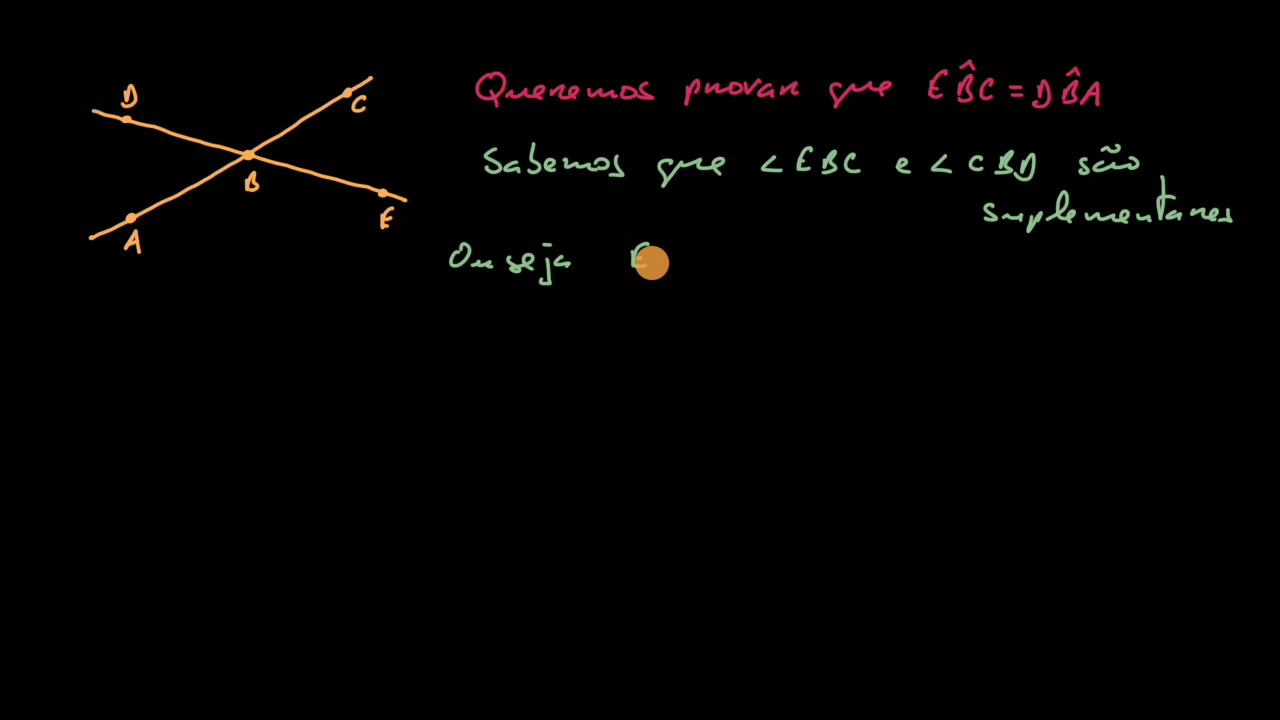 D
C
B
E
A
Queremos provar que EB̂C = DB̂A
Sabemos que ∠EBC e ∠CBD são
suplementares
Ou seja E